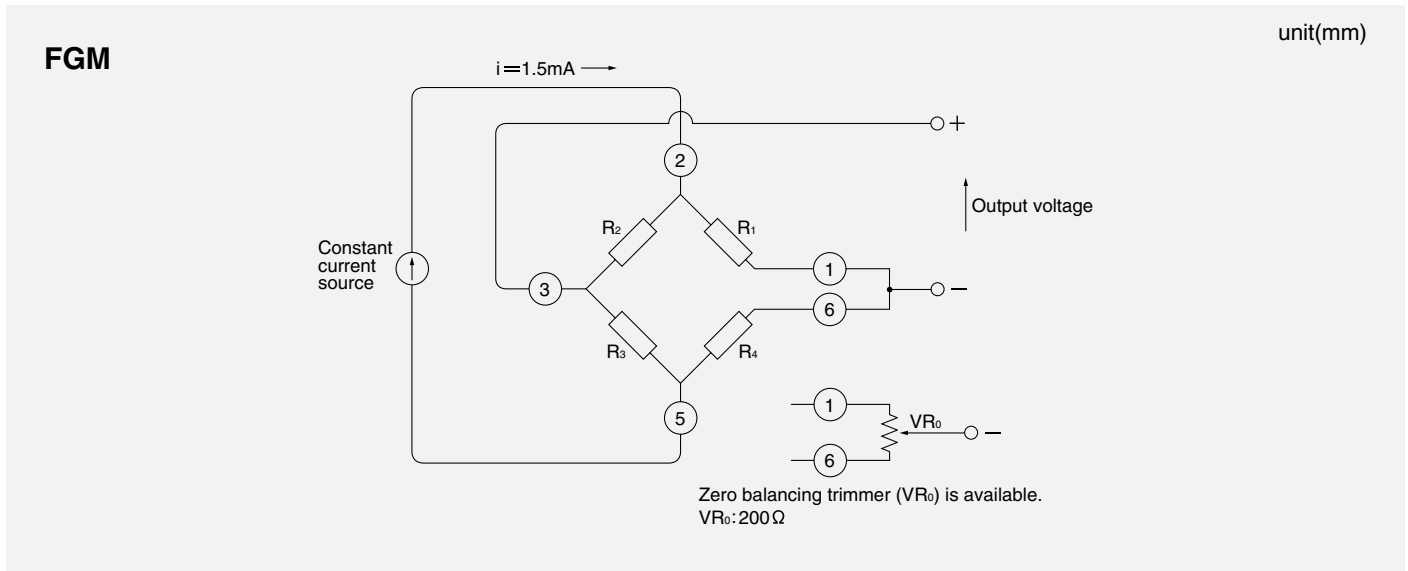 unit(mm)
FGM
i=1.5mA
+
2
Output voltage
R2
R1
Constant
current
source
1
3
−
6
R3
R4
1
5
VR0
−
6
Zero balancing trimmer (VR0) is available.
VR0:200Ω